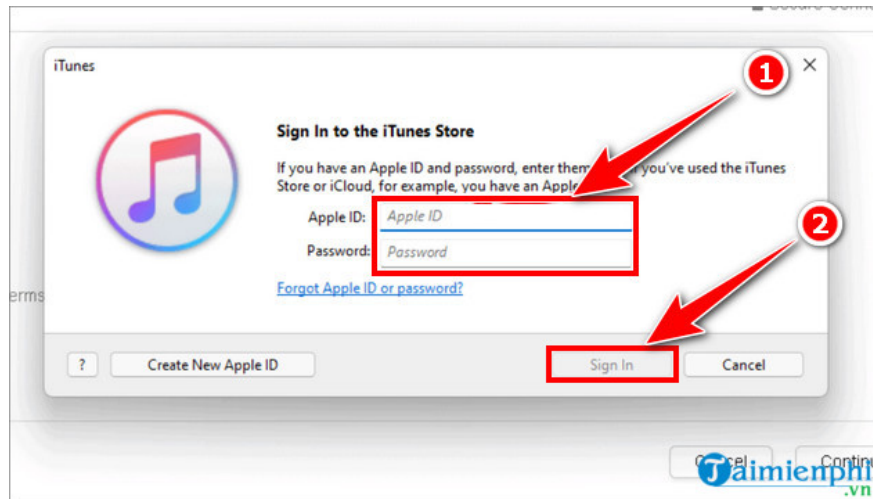 iTunes
1
Sign In to the iTunes Store
If you have an Apple ID and password, enter them you've used the iTunes
Store or iCloud, for example, you have an Apple
Apple ID: Apple ID
2
Password: Password
Forgot Apple ID or password?
erms
? Create New Apple ID Sign In Cancel
Taimienphi
.vn